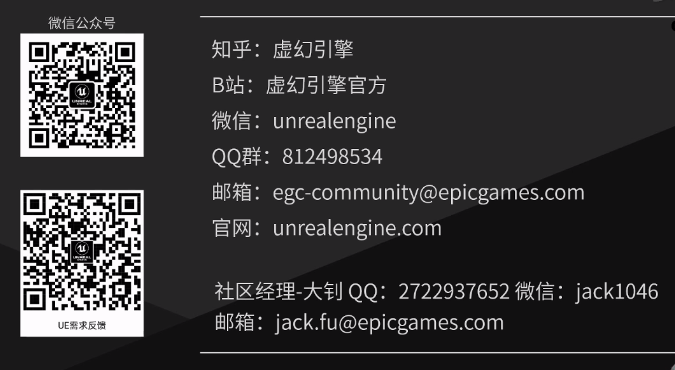 微信公众号
UNREAL
知乎：虚幻引擎
B站：虚幻引擎官方
微信：unrealengine
QQ群：812498534
邮箱：egc-community@epicgames.com
官网：unrealengine.com
UNREAL
UE需求反馈
社区经理-大钊 QQ：2722937652 微信：jack1046
邮箱：jack.fu@epicgames.com